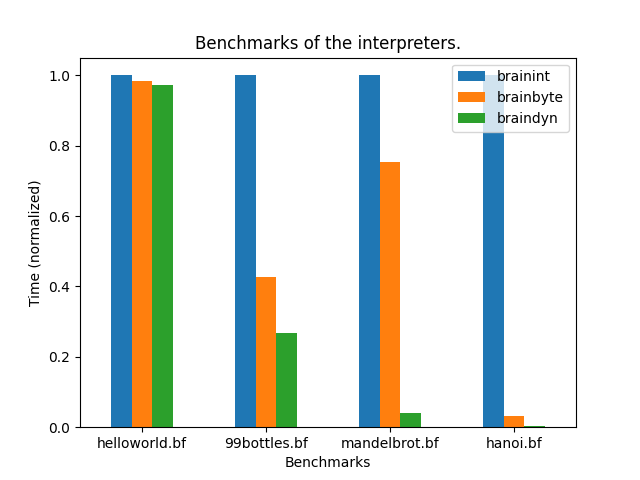 Benchmarks of the interpreters.
brainint
brainbyte
braindyn
Time (normalized)
1.0
0.8
0.6
0.4
0.2
0.0
helloworld.bf
99bottles.bf
mandelbrot.bf
hanoi.bf
Benchmarks